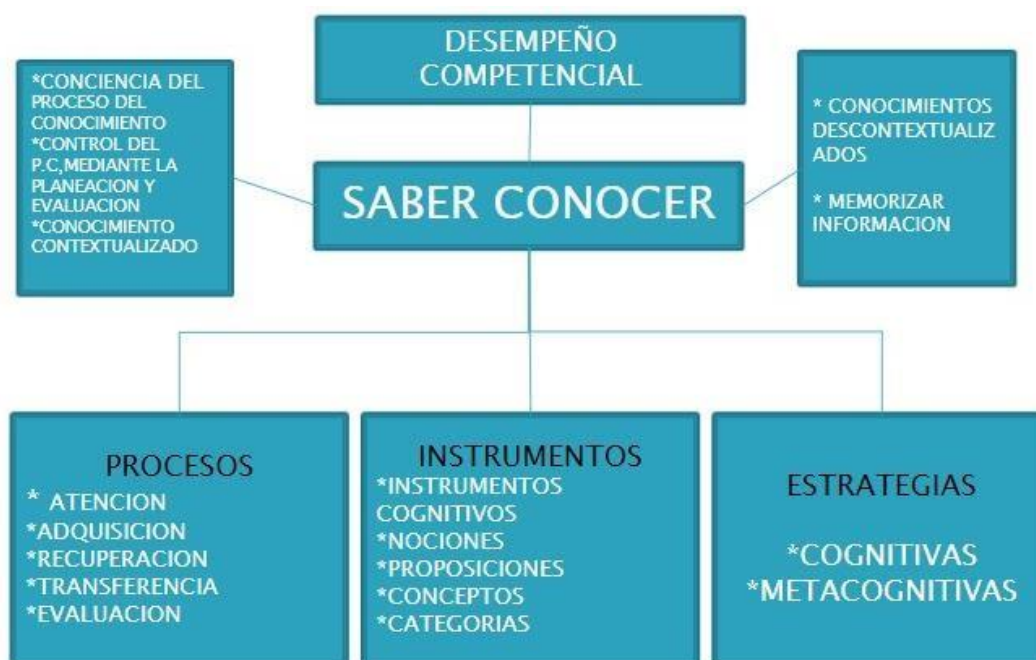 DESEMPEÑO
COMPETENCIAL
*CONCIENCIA DEL
PROCESO DEL
CONOCIMIENTO
*CONTROL DEL
P.C,MEDIANTE LA
PLANEACION Y
EVALUACION
*CONOCIMIENTO
CONTEXTUALIZADO
SABER CONOCER
* CONOCIMIENTOS
DESCONTEXTUALIZ
ADOS
* MEMORIZAR
INFORMACION
PROCESOS
* ATENCION
*ADQUISICION
*RECUPERACION
*TRANSFERENCIA
*EVALUACION
INSTRUMENTOS
*INSTRUMENTOS
COGNITIVOS
*NOCIONES
*PROPOSICIONES
*CONCEPTOS
*CATEGORIAS
ESTRATEGIAS
*COGNITIVAS
*METACOGNITIVAS